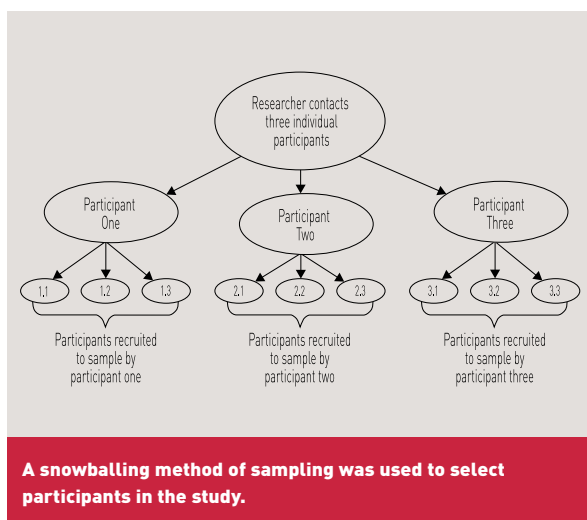 Researcher contacts
three individual
participants
Participant
One
Participant
Two
Participant
Three
1.1
1.2
1.3
2.1
2.2
2.3
3.1
3.2
3.3
Participants recruited
to sample by
participant one
Participants recruited
to sample by
participant two
Participants recruited
to sample by
participant three
A snowballing method of sampling was used to select
participants in the study.